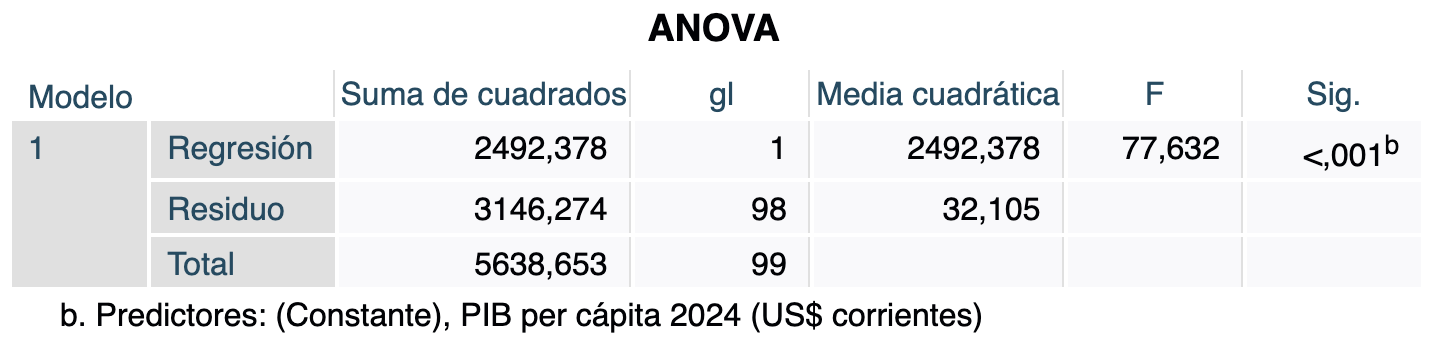 ANOVA
Modelo Suma de cuadrados gl Media cuadrática F Sig.
1 Regresión 2492,378 1 2492,378 77,632 <,001b
Residuo 3146,274 98 32,105
Total 5638,653 99
b. Predictores: (Constante), PIB per cápita 2024 (US$ corrientes)